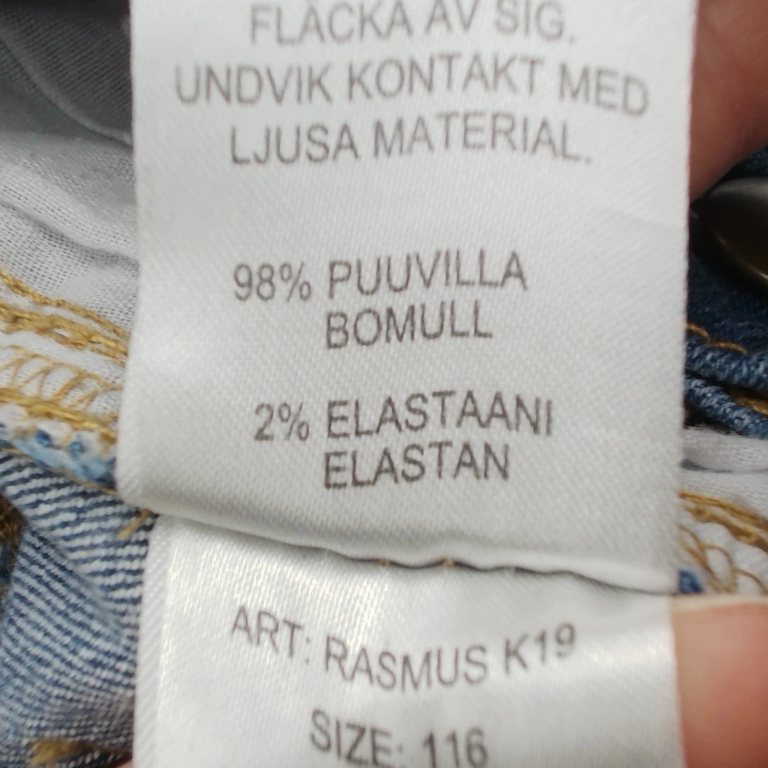 FLÄCKA AV SIG.
UNDVIK KONTAKT MED
LJUSA MATERIAL.
98% PUUVILLA
BOMULL
2% ELASTAANI
ELASTAN
ART: RASMUS K19
SIZE: 116